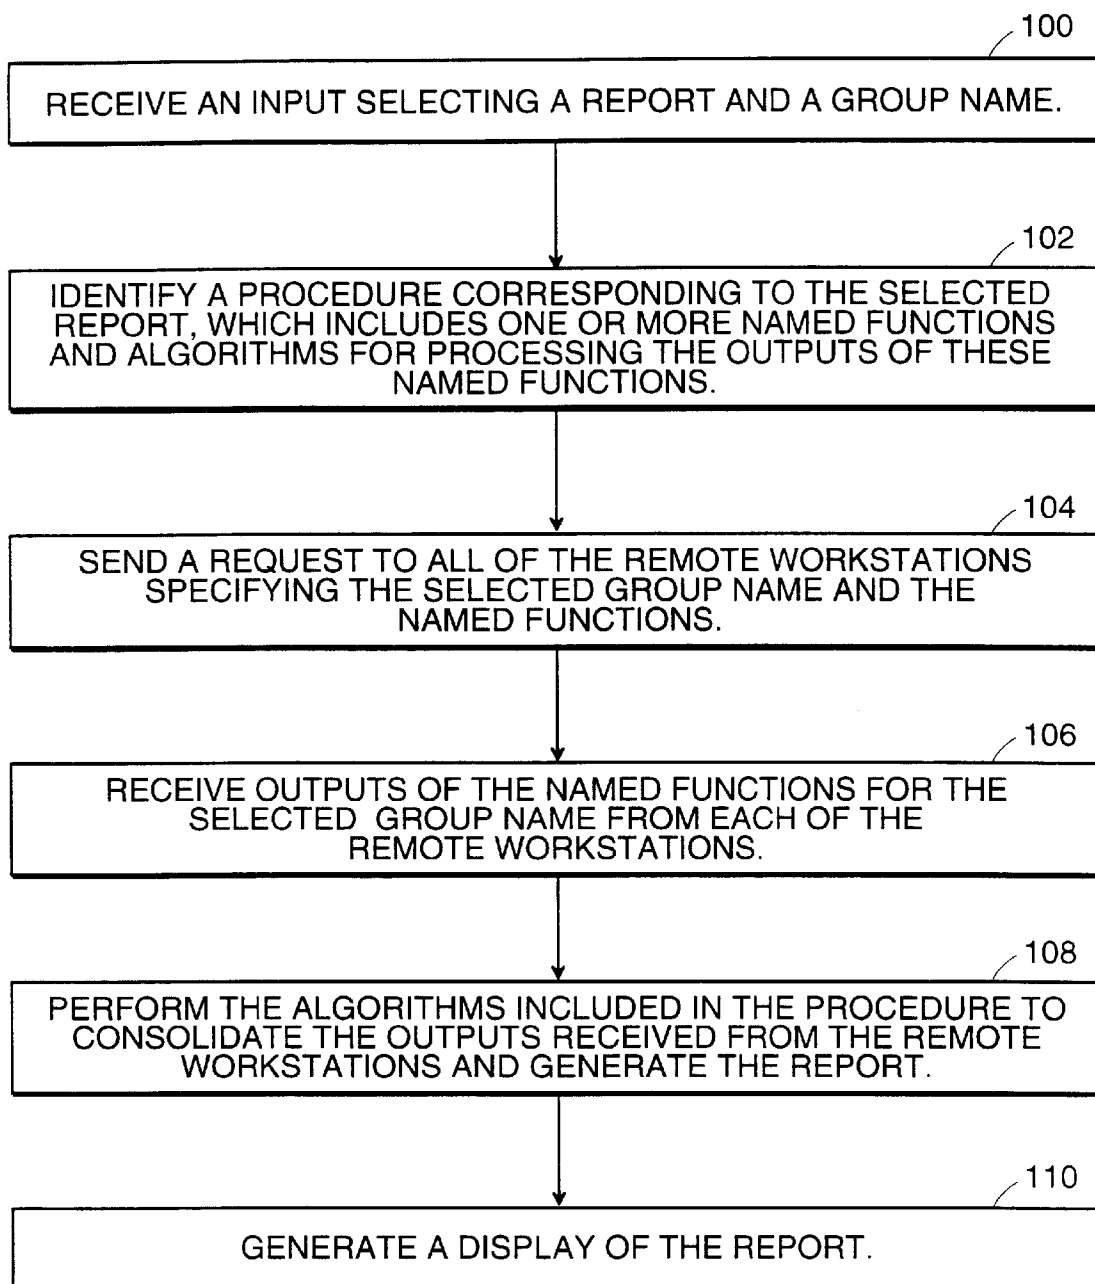 100
RECEIVE AN INPUT SELECTING A REPORT AND A GROUP NAME.
102
IDENTIFY A PROCEDURE CORRESPONDING TO THE SELECTED
REPORT, WHICH INCLUDES ONE OR MORE NAMED FUNCTIONS
AND ALGORITHMS FOR PROCESSING THE OUTPUTS OF THESE
NAMED FUNCTIONS.
104
SEND A REQUEST TO ALL OF THE REMOTE WORKSTATIONS
SPECIFYING THE SELECTED GROUP NAME AND THE
NAMED FUNCTIONS.
106
RECEIVE OUTPUTS OF THE NAMED FUNCTIONS FOR THE
SELECTED GROUP NAME FROM EACH OF THE
REMOTE WORKSTATIONS.
108
PERFORM THE ALGORITHMS INCLUDED IN THE PROCEDURE TO
CONSOLIDATE THE OUTPUTS RECEIVED FROM THE REMOTE
WORKSTATIONS AND GENERATE THE REPORT.
110
GENERATE A DISPLAY OF THE REPORT.